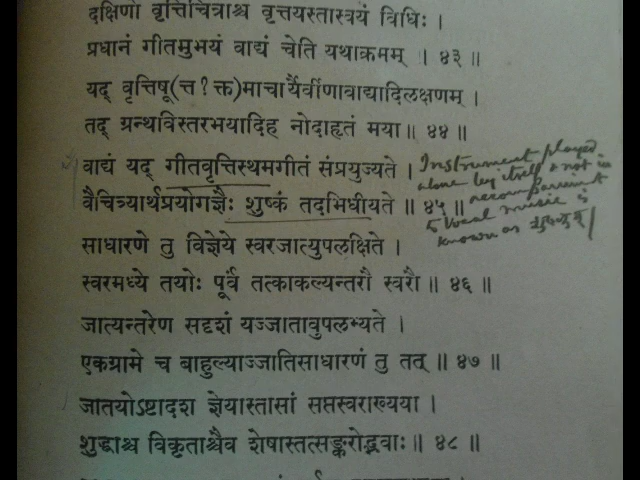 दक्षिणो वृत्तिचित्राश्च वृत्तयस्तास्वयं विधिः ।
प्रधानं गीतमुभयं वाद्यं चेति यथाक्रमम् । ४३ ॥
यद् वृत्तिषू(त्त? क्त)माचार्यैर्वीणावाद्यादिलक्षणम् ।
तद् ग्रन्थविस्तरभयादिह नोदाहृतं मया ॥ ४४ ॥
वाद्यं यद् गीतवृत्तिस्थमगीतं संप्रयुज्यते ।
वैचित्र्यार्थप्रयोगज्ञैः शुष्कं तदभिधीयते ॥ ४५ ॥
Instrument played
alone by itself & not in
accompaniment
to vocal music is
known as शुष्कम्
साधारणे तु विज्ञेये स्वरजात्युपलक्षिते ।
स्वरमध्ये तयोः पूर्वं तत्काकल्यन्तरौ स्वरौ ॥ ४६ ॥
जात्यन्तरेण सदृशं यज्जातावुपलभ्यते ।
एकग्रामे च बाहुल्याज्जातिसाधारणं तु तत् ॥ ४७ ॥
जातयोऽष्टादश ज्ञेयास्तासां सप्तस्वराख्यया ।
शुद्धाश्च विकृताश्चैव शेषास्तत्सङ्करोद्भवाः ॥ ४८ ॥